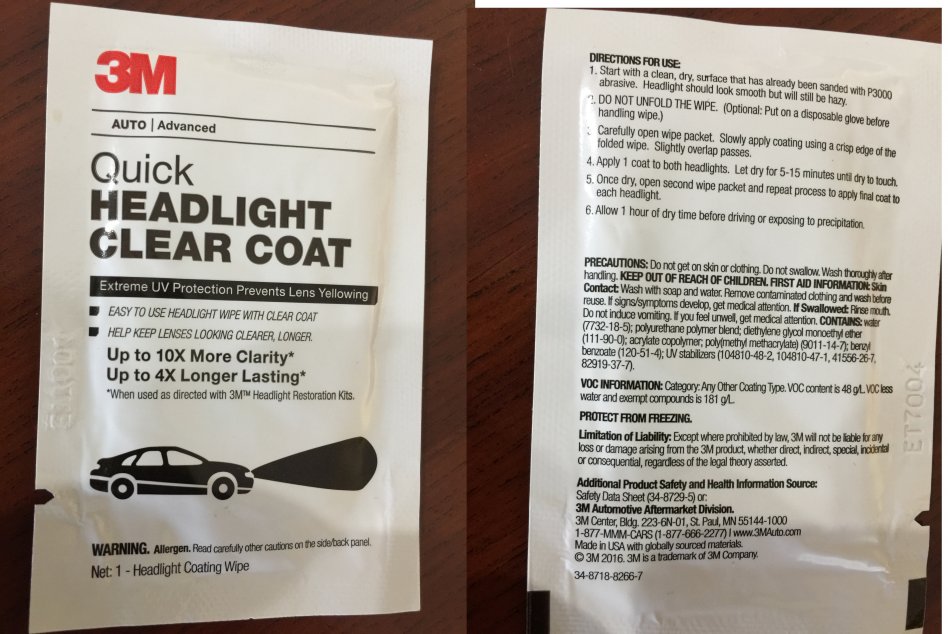 3M
AUTO | Advanced
Quick
HEADLIGHT
CLEAR COAT
Extreme UV Protection Prevents Lens Yellowing
EASY TO USE HEADLIGHT WIPE WITH CLEAR COAT
HELP KEEP LENSES LOOKING CLEARER, LONGER.
Up to 10X More Clarity*
Up to 4X Longer Lasting*
*When used as directed with 3M™ Headlight Restoration Kits.
WARNING. Allergen. Read carefully other cautions on the side/back panel.
Net: 1 - Headlight Coating Wipe
DIRECTIONS FOR USE:
1. Start with a clean, dry, surface that has already been sanded with P3000
abrasive. Headlight should look smooth but will still be hazy.
2. DO NOT UNFOLD THE WIPE. (Optional: Put on a disposable glove before
handling wipe.)
3. Carefully open wipe packet. Slowly apply coating using a crisp edge of the
folded wipe. Slightly overlap passes.
4. Apply 1 coat to both headlights. Let dry for 5-15 minutes until dry to touch.
5. Once dry, open second wipe packet and repeat process to apply final coat to
each headlight.
6. Allow 1 hour of dry time before driving or exposing to precipitation.
PRECAUTIONS: Do not get on skin or clothing. Do not swallow. Wash thoroughly after
handling. KEEP OUT OF REACH OF CHILDREN. FIRST AID INFORMATION: Skin
Contact: Wash with soap and water. Remove contaminated clothing and wash before
reuse. If signs/symptoms develop, get medical attention. If Swallowed: Rinse mouth.
Do not induce vomiting. If you feel unwell, get medical attention. CONTAINS: water
(7732-18-5); polyurethane polymer blend; diethylene glycol monoethyl ether
(111-90-0); acrylate copolymer; poly(methyl methacrylate) (9011-14-7); benzyl
benzoate (120-51-4); UV stabilizers (104810-48-2, 104810-47-1, 41556-26-7,
82919-37-7).
VOC INFORMATION: Category: Any Other Coating Type. VOC content is 48 g/L. VOC less
water and exempt compounds is 181 g/L.
PROTECT FROM FREEZING.
Limitation of Liability: Except where prohibited by law, 3M will not be liable for any
loss or damage arising from the 3M product, whether direct, indirect, special, incidental
or consequential, regardless of the legal theory asserted.
Additional Product Safety and Health Information Source:
Safety Data Sheet (34-8729-5) or:
3M Automotive Aftermarket Division.
3M Center, Bldg. 223-6N-01, St. Paul, MN 55144-1000
1-877-MMM-CARS (1-877-666-2277) | www.3MAuto.com
Made in USA with globally sourced materials.
© 3M 2016. 3M is a trademark of 3M Company.
34-8718-8266-7
ET7004